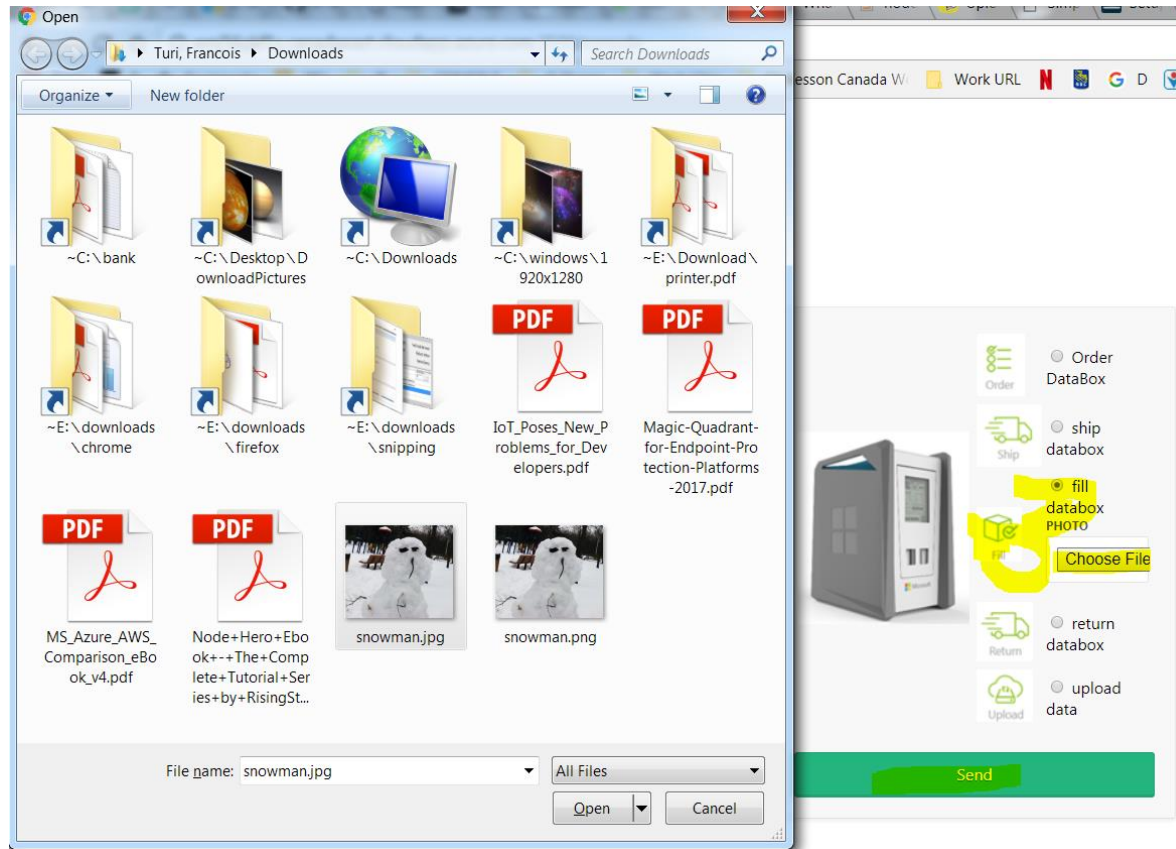 Open
Turi, Francois ▸ Downloads
Search Downloads
Organize
New folder
esson Canada W
Work URL
N
G
D
~C:\bank
~C:\Desktop\D
ownloadPictures
~C:\Downloads
~C:\windows\1
920x1280
~E:\Download\
printer.pdf
~E:\downloads
\chrome
~E:\downloads
\firefox
~E:\downloads
\snipping
PDF
IoT_Poses_New_P
roblems_for_Dev
elopers.pdf
PDF
Magic-Quadrant-
for-Endpoint-Pro
tection-Platforms
-2017.pdf
PDF
MS_Azure_AWS_
Comparison_eBo
ok_v4.pdf
PDF
Node+Hero+Ebo
ok+-+The+Comp
lete+Tutorial+Ser
ies+by+RisingSt...
snowman.jpg
snowman.png
File name: snowman.jpg
All Files
Open
Cancel
Order
Order
DataBox
Ship
ship
databox
Fill
fill
databox
PHOTO
Choose File
Return
return
databox
Upload
upload
data
Microsoft
Send